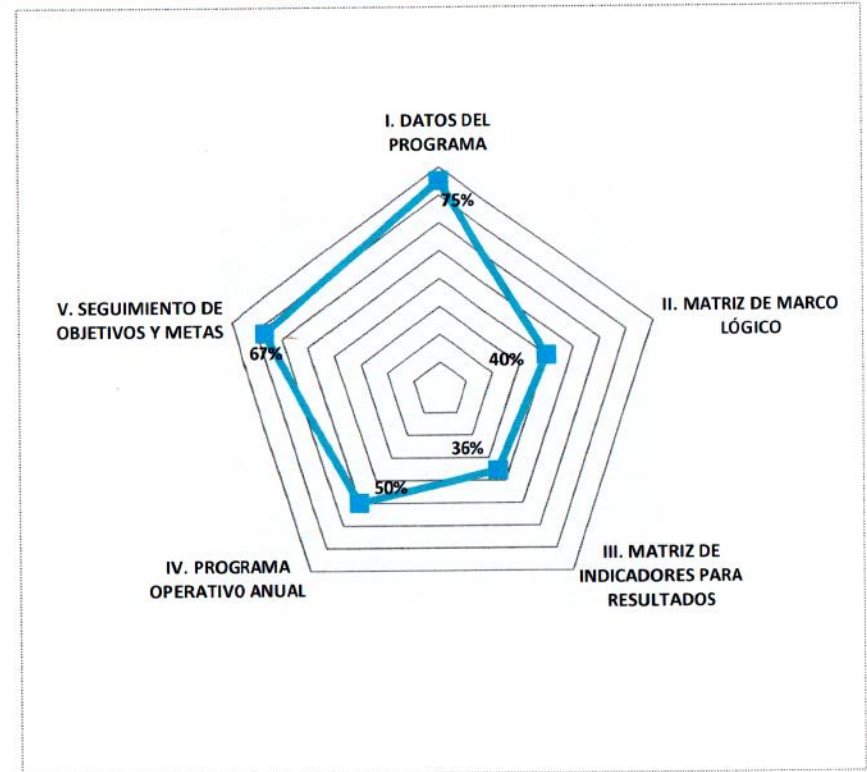 I. DATOS DEL
PROGRAMA
75%
II. MATRIZ DE MARCO
LÓGICO
40%
III. MATRIZ DE
INDICADORES PARA
RESULTADOS
36%
IV. PROGRAMA
OPERATIVO ANUAL
50%
V. SEGUIMIENTO DE
OBJETIVOS Y METAS
67%